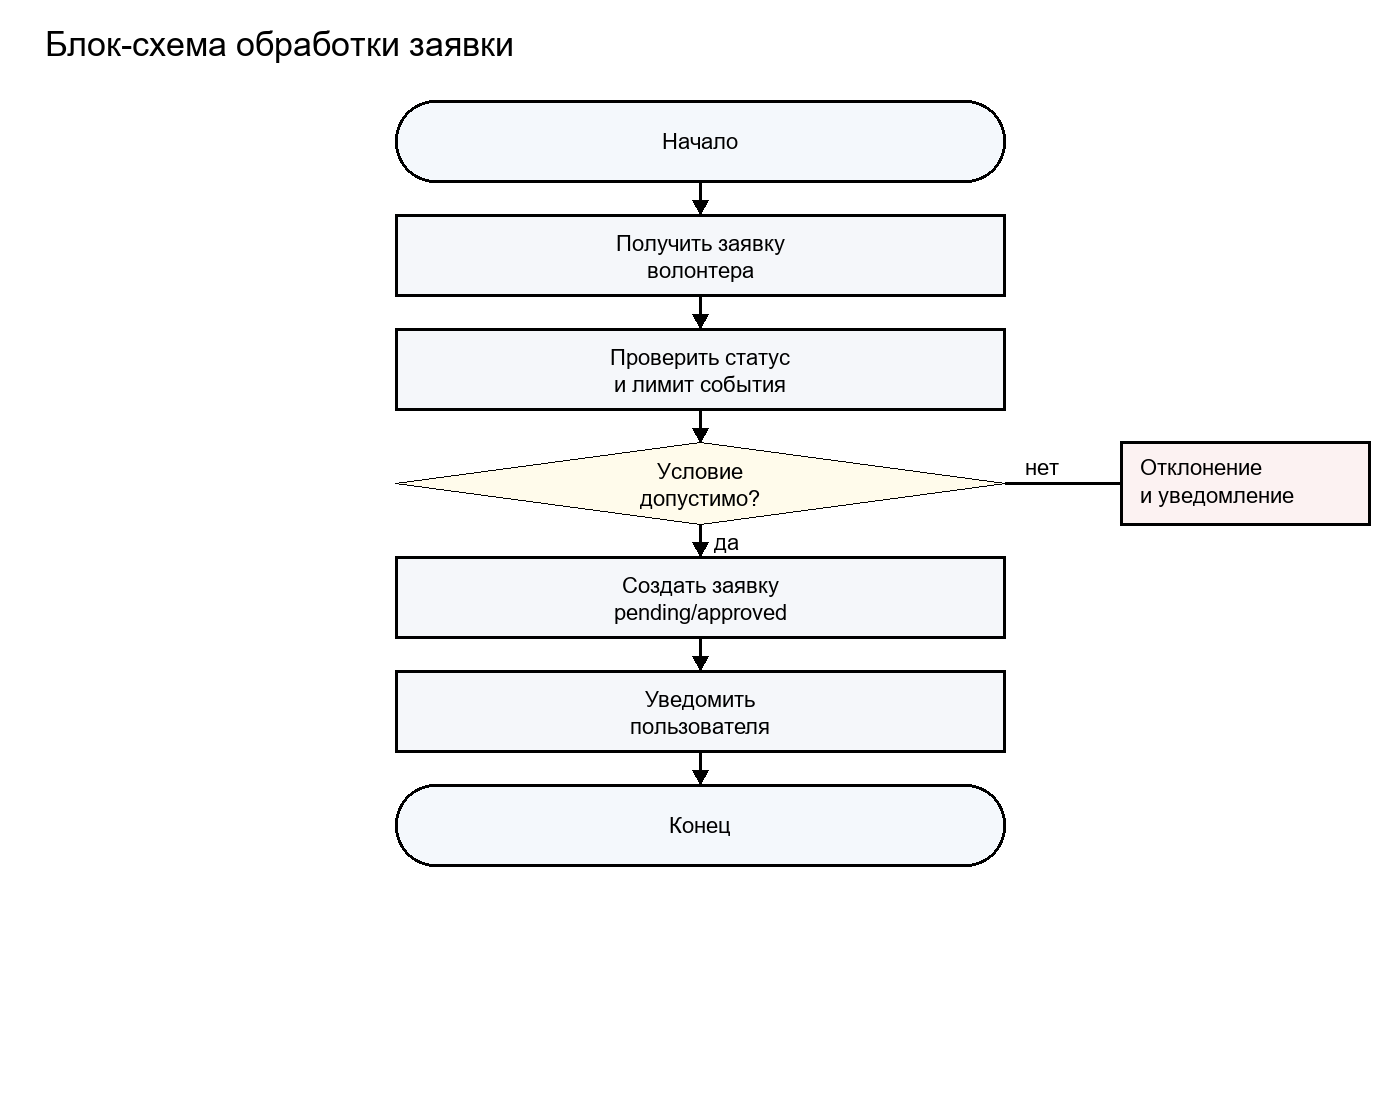 Блок-схема обработки заявки
Начало
Получить заявку
волонтера
Проверить статус
и лимит события
Условие
допустимо?
нет
Отклонение
и уведомление
да
Создать заявку
pending/approved
Уведомить
пользователя
Конец